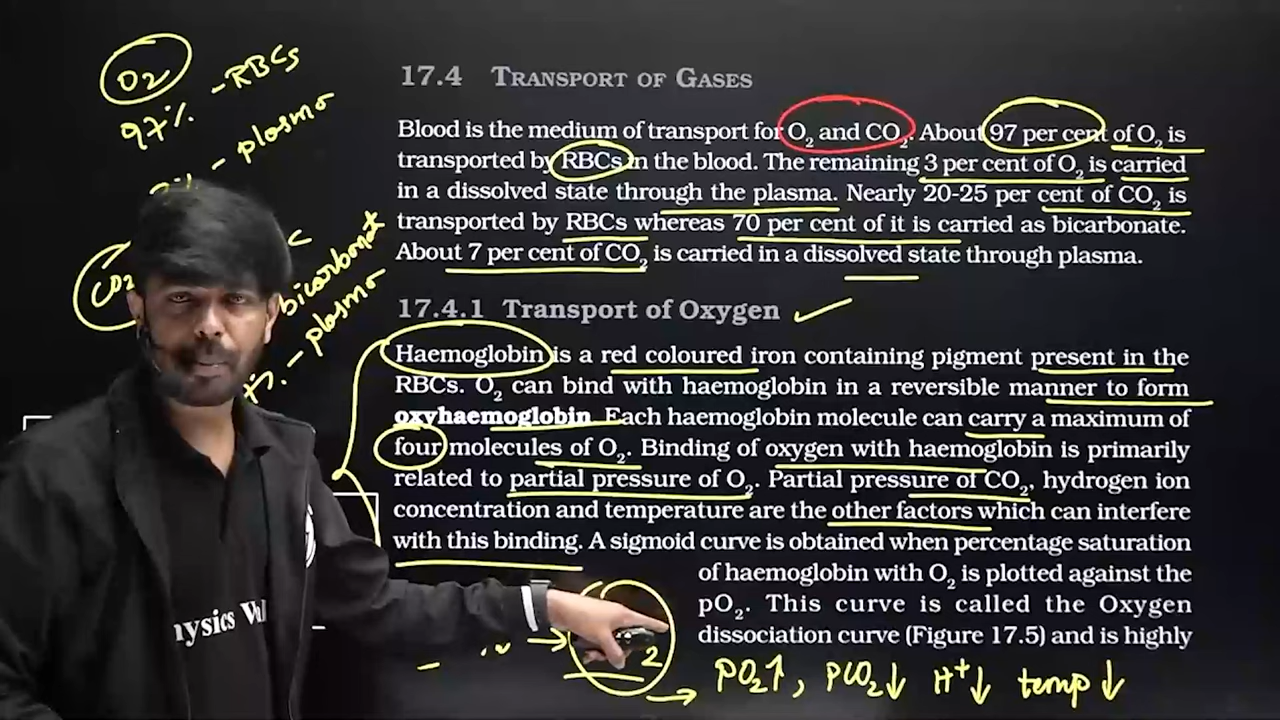 O2
97% - RBCs
- plasma
CO2
bicarbonat
%. - plasma
17.4 TRANSPORT OF GASES
Blood is the medium of transport for O2 and CO2. About 97 per cent of O2 is
transported by RBCs in the blood. The remaining 3 per cent of O2 is carried
in a dissolved state through the plasma. Nearly 20-25 per cent of CO2 is
transported by RBCs whereas 70 per cent of it is carried as bicarbonate.
About 7 per cent of CO2 is carried in a dissolved state through plasma.
17.4.1 Transport of Oxygen
Haemoglobin is a red coloured iron containing pigment present in the
RBCs. O2 can bind with haemoglobin in a reversible manner to form
oxyhaemoglobin. Each haemoglobin molecule can carry a maximum of
four molecules of O2. Binding of oxygen with haemoglobin is primarily
related to partial pressure of O2. Partial pressure of CO2, hydrogen ion
concentration and temperature are the other factors which can interfere
with this binding. A sigmoid curve is obtained when percentage saturation
of haemoglobin with O2 is plotted against the
pO2. This curve is called the Oxygen
dissociation curve (Figure 17.5) and is highly
2
→ PO2↑, PCO2↓ H+↓ temp↓
hysics W